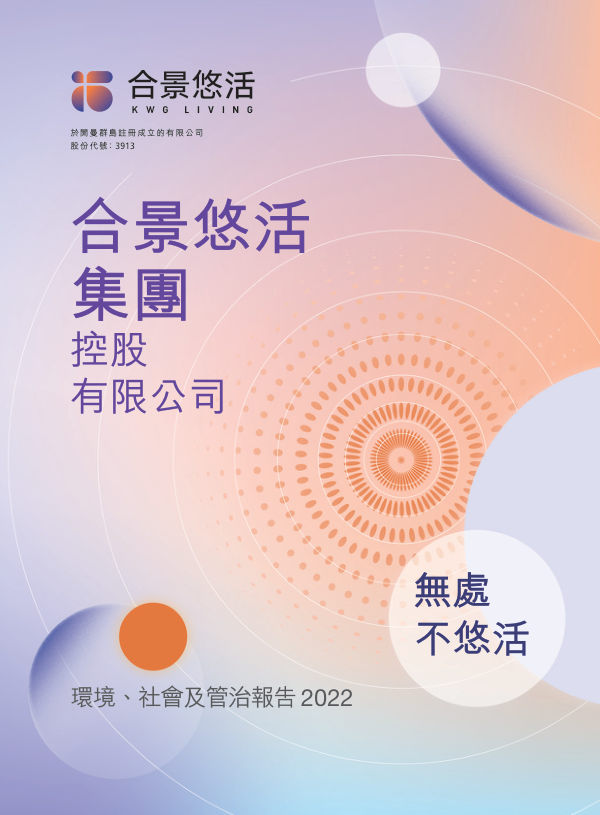 合景悠活
KWG LIVING
於開曼群島註冊成立的有限公司
股份代號：3913
合景悠活
集團
控股
有限公司
無處
不悠活
環境、社會及管治報告 2022